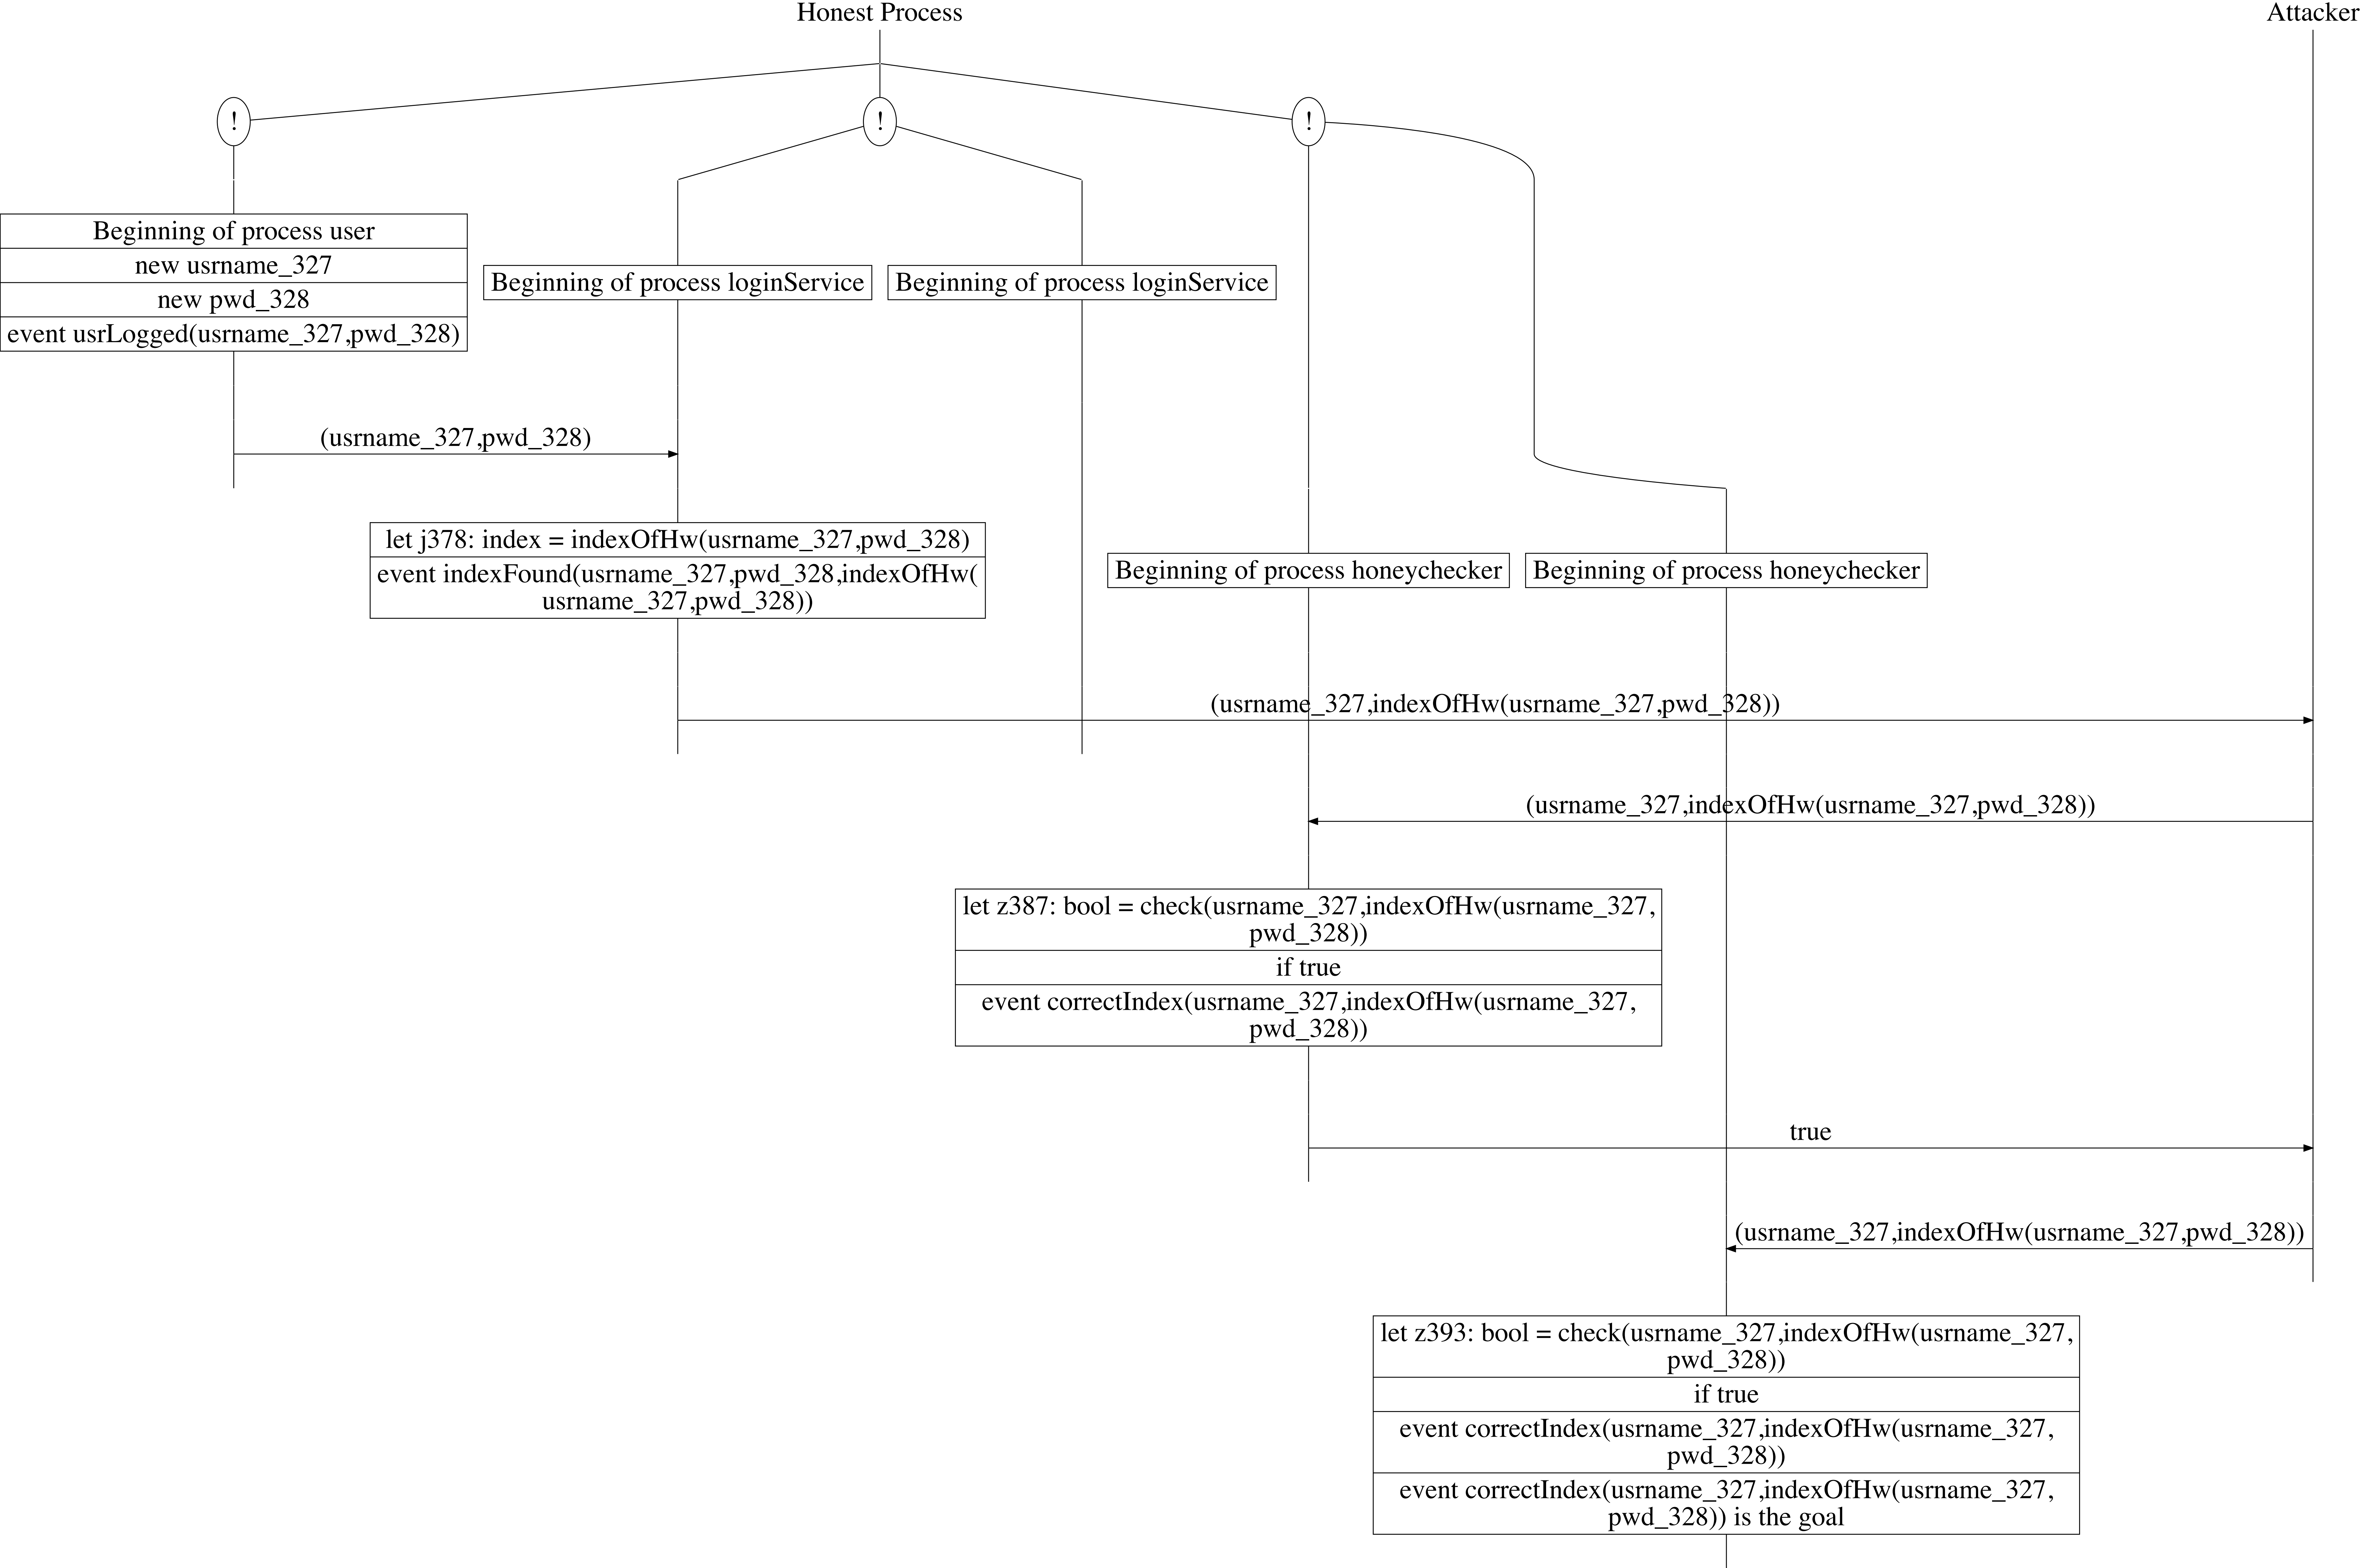 Honest Process
Attacker
!
!
!
Beginning of process user
new usrname_327
new pwd_328
event usrLogged(usrname_327,pwd_328)
Beginning of process loginService
Beginning of process loginService
(usrname_327,pwd_328)
let j378: index = indexOfHw(usrname_327,pwd_328)
event indexFound(usrname_327,pwd_328,indexOfHw(
usrname_327,pwd_328))
Beginning of process honeychecker
Beginning of process honeychecker
(usrname_327,indexOfHw(usrname_327,pwd_328))
(usrname_327,indexOfHw(usrname_327,pwd_328))
let z387: bool = check(usrname_327,indexOfHw(usrname_327,
pwd_328))
if true
event correctIndex(usrname_327,indexOfHw(usrname_327,
pwd_328))
true
(usrname_327,indexOfHw(usrname_327,pwd_328))
let z393: bool = check(usrname_327,indexOfHw(usrname_327,
pwd_328))
if true
event correctIndex(usrname_327,indexOfHw(usrname_327,
pwd_328))
event correctIndex(usrname_327,indexOfHw(usrname_327,
pwd_328)) is the goal